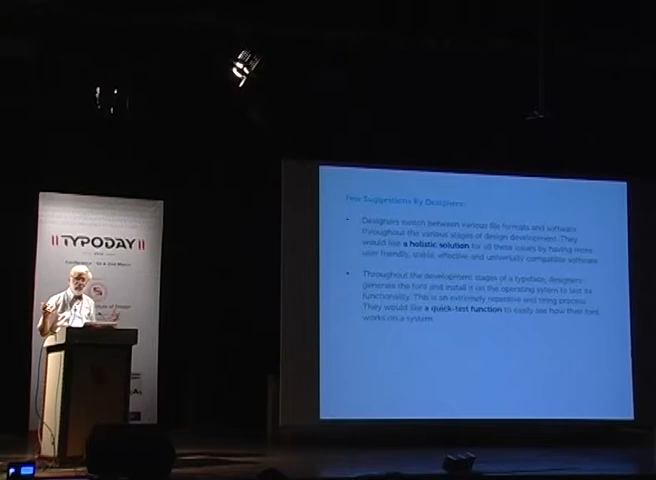 TYPODAY
Few Suggestions By Designers:
• Designers switch between various file formats and software
throughout the various stages of design development. They
would like a holistic solution for all these issues by having more
user friendly, stable, effective and universally compatible software
• Throughout the development stages of a typeface, designers
generate the font and install it on the operating system to test its
functionality. This is an extremely repetitive and tiring process
They would like a quick-test function to easily see how their font
works on a system
of Design